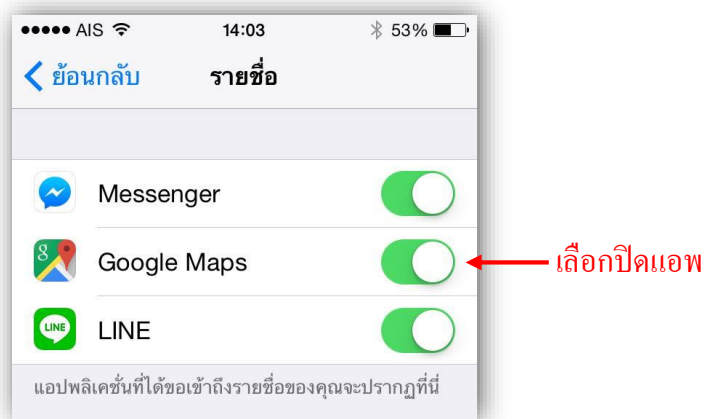 AIS 14:03 53%
ย้อนกลับ รายชื่อ
Messenger
8 Google Maps
เลือกปิดแอพ
LINE LINE
แอปพลิเคชั่นที่ได้ขอเข้าถึงรายชื่อของคุณจะปรากฏที่นี่